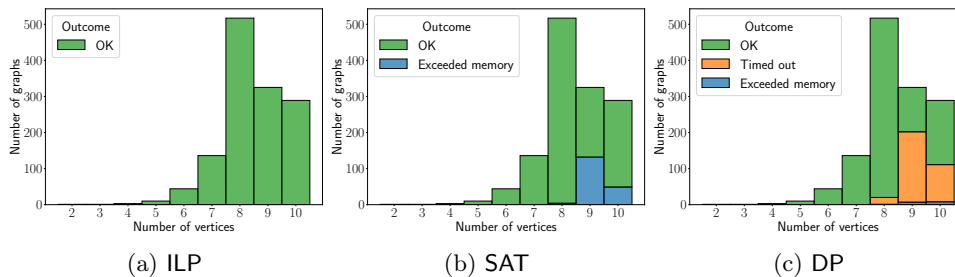 Outcome
OK
Number of graphs
500
400
300
200
100
0
2 3 4 5 6 7 8 9 10
Number of vertices
(a) ILP
Outcome
OK
Exceeded memory
Number of graphs
500
400
300
200
100
0
2 3 4 5 6 7 8 9 10
Number of vertices
(b) SAT
Outcome
OK
Timed out
Exceeded memory
Number of graphs
500
400
300
200
100
0
2 3 4 5 6 7 8 9 10
Number of vertices
(c) DP